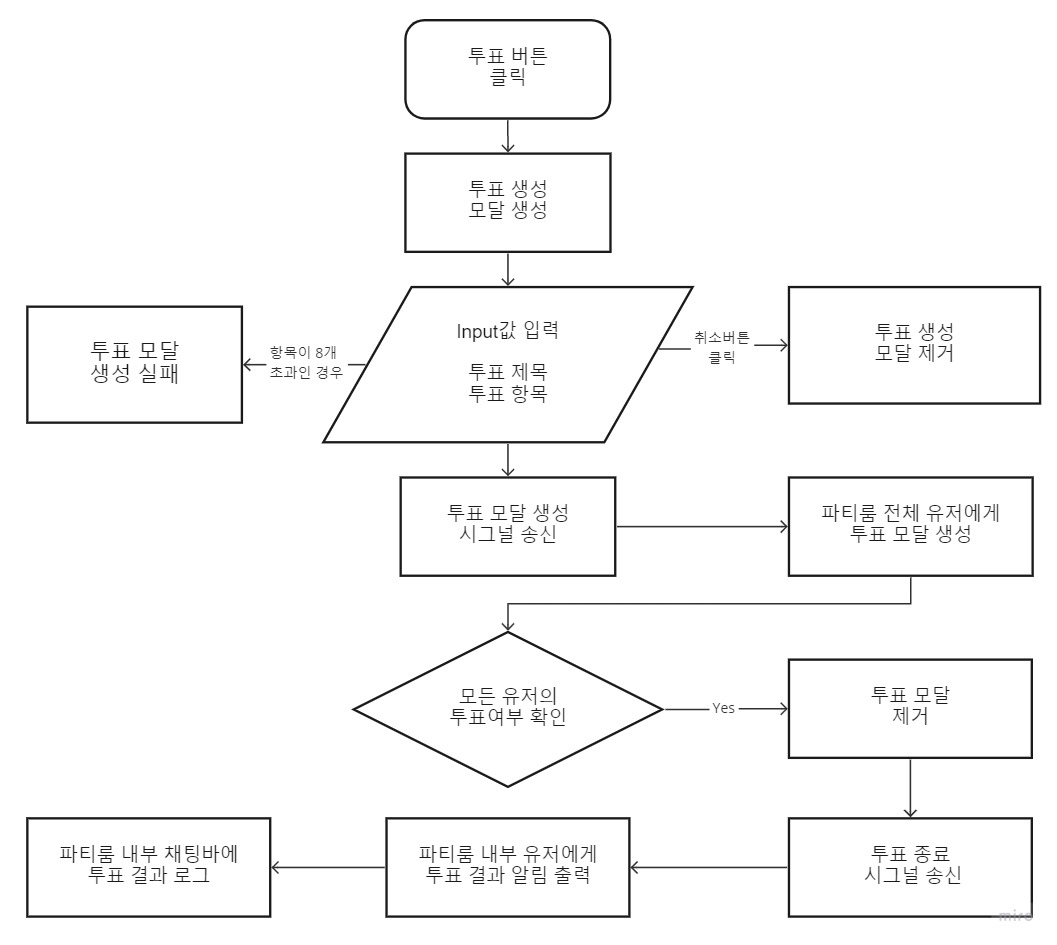 투표 버튼
클릭
투표 생성
모달 생성
Input값 입력
투표 제목
투표 항목
투표 모달
생성 실패
항목이 8개
초과인 경우
취소버튼
클릭
투표 생성
모달 제거
투표 모달 생성
시그널 송신
파티룸 전체 유저에게
투표 모달 생성
모든 유저의
투표여부 확인
Yes
투표 모달
제거
파티룸 내부 채팅바에
투표 결과 로그
파티룸 내부 유저에게
투표 결과 알림 출력
투표 종료
시그널 송신
miro